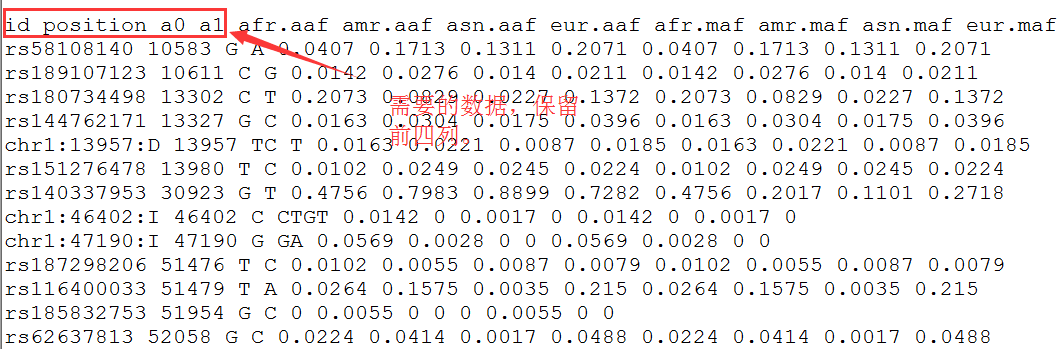 id position a0 a1 afr.aaf amr.aaf asn.aaf eur.aaf afr.maf amr.maf asn.maf eur.maf
rs58108140 10583 G A 0.0407 0.1713 0.1311 0.2071 0.0407 0.1713 0.1311 0.2071
rs189107123 10611 C G 0.0142 0.0276 0.014 0.0211 0.0142 0.0276 0.014 0.0211
rs180734498 13302 C T 0.2073 0.0829 0.0227 0.1372 0.2073 0.0829 0.0227 0.1372
rs144762171 13327 G C 0.0163 0.0304 0.0175 0.0396 0.0163 0.0304 0.0175 0.0396
chr1:13957:D 13957 TC T 0.0163 0.0221 0.0087 0.0185 0.0163 0.0221 0.0087 0.0185
rs151276478 13980 T C 0.0102 0.0249 0.0245 0.0224 0.0102 0.0249 0.0245 0.0224
rs140337953 30923 G T 0.4756 0.7983 0.8899 0.7282 0.4756 0.2017 0.1101 0.2718
chr1:46402:I 46402 C CTGT 0.0142 0 0.0017 0 0.0142 0 0.0017 0
chr1:47190:I 47190 G GA 0.0569 0.0028 0 0 0.0569 0.0028 0 0
rs187298206 51476 T C 0.0102 0.0055 0.0087 0.0079 0.0102 0.0055 0.0087 0.0079
rs116400033 51479 T A 0.0264 0.1575 0.0035 0.215 0.0264 0.1575 0.0035 0.215
rs185832753 51954 G C 0 0.0055 0 0 0 0.0055 0 0
rs62637813 52058 G C 0.0224 0.0414 0.0017 0.0488 0.0224 0.0414 0.0017 0.0488
需要的数据，保留
前四列。